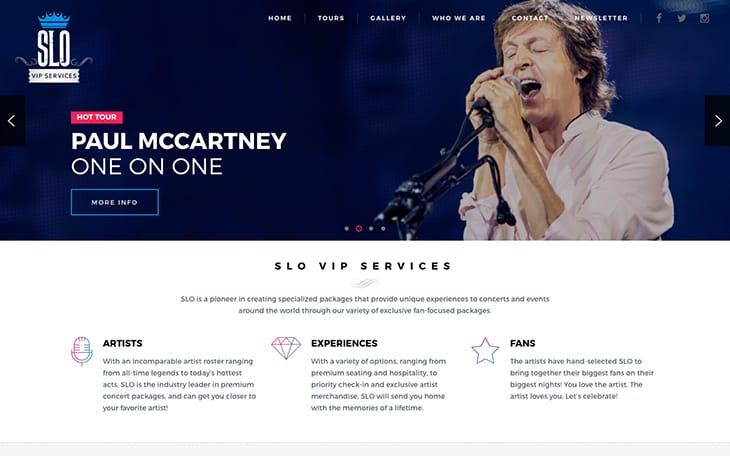 SLO
VIP SERVICES
HOME
TOURS
GALLERY
WHO WE ARE
CONTACT
NEWSLETTER
HOT TOUR
PAUL MCCARTNEY
ONE ON ONE
MORE INFO
SLO VIP SERVICES
SLO is a pioneer in creating specialized packages that provide unique experiences to concerts and events
around the world through our variety of exclusive fan-focused packages.
ARTISTS
With an incomparable artist roster ranging
from all-time legends to today's hottest
acts, SLO is the industry leader in premium
concert packages, and can get you closer to
your favorite artist!
EXPERIENCES
With a variety of options, ranging from
premium seating and hospitality, to
priority check-in and exclusive artist
merchandise, SLO will send you home
with the memories of a lifetime.
FANS
The artists have hand-selected SLO to
bring together their biggest fans on their
biggest nights! You love the artist. The
artist loves you. Let's celebrate!